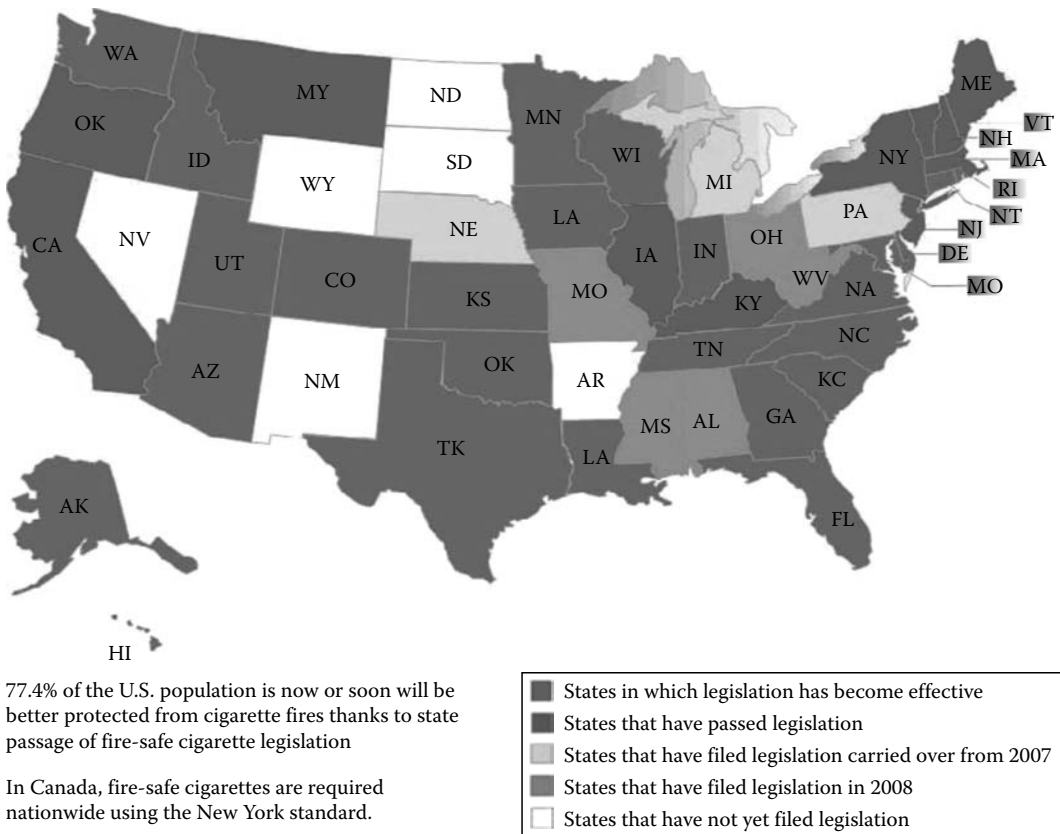 WA
MY
ND
MN
ME
OK
ID
SD
WI
NY
VT
NH
MA
WY
MI
RI
NT
NE
LA
PA
NJ
CA
NV
UT
CO
IA
IN
OH
DE
WV
MO
KS
MO
KY
NA
AZ
NM
OK
AR
TN
NC
KC
MS
AL
GA
TK
LA
AK
FL
HI
77.4% of the U.S. population is now or soon will be
better protected from cigarette fires thanks to state
passage of fire-safe cigarette legislation
In Canada, fire-safe cigarettes are required
nationwide using the New York standard.
States in which legislation has become effective
States that have passed legislation
States that have filed legislation carried over from 2007
States that have filed legislation in 2008
States that have not yet filed legislation